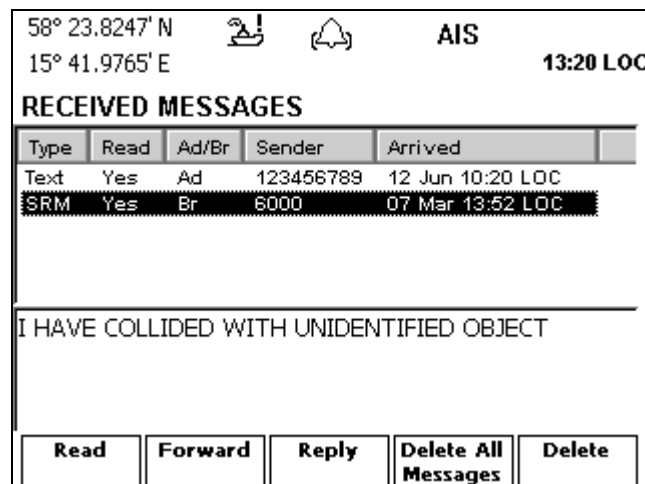 58° 23.8247' N
AIS
15° 41.9765' E
13:20 LOC
RECEIVED MESSAGES
Type Read Ad/Br Sender Arrived
Text Yes Ad 123456789 12 Jun 10:20 LOC
SRM Yes Br 6000 07 Mar 13:52 LOC
I HAVE COLLIDED WITH UNIDENTIFIED OBJECT
Read Forward Reply Delete All Messages Delete